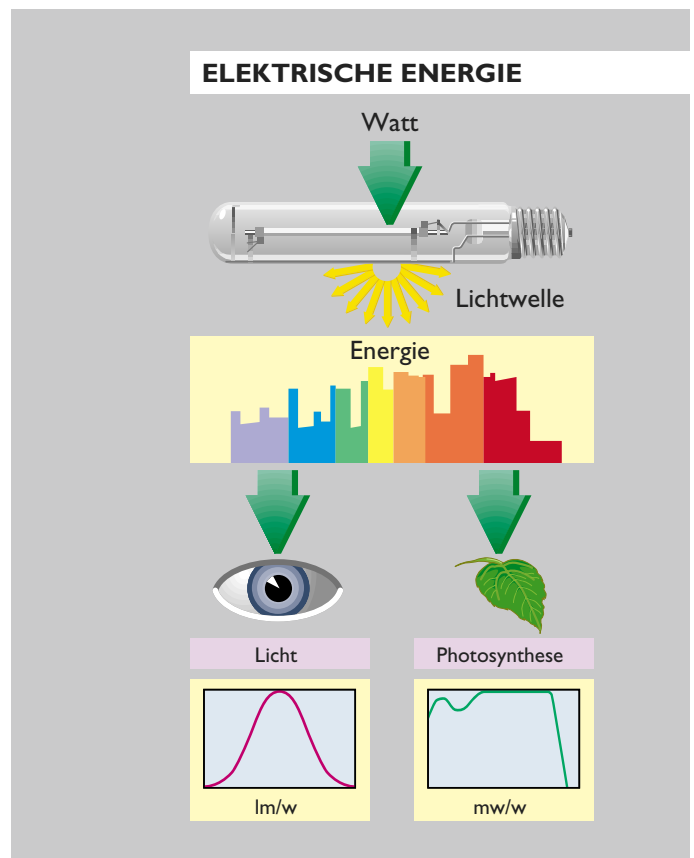 ELEKTRISCHE ENERGIE
Watt
Lichtwelle
Energie
Licht
Photosynthese
lm/w
mw/w